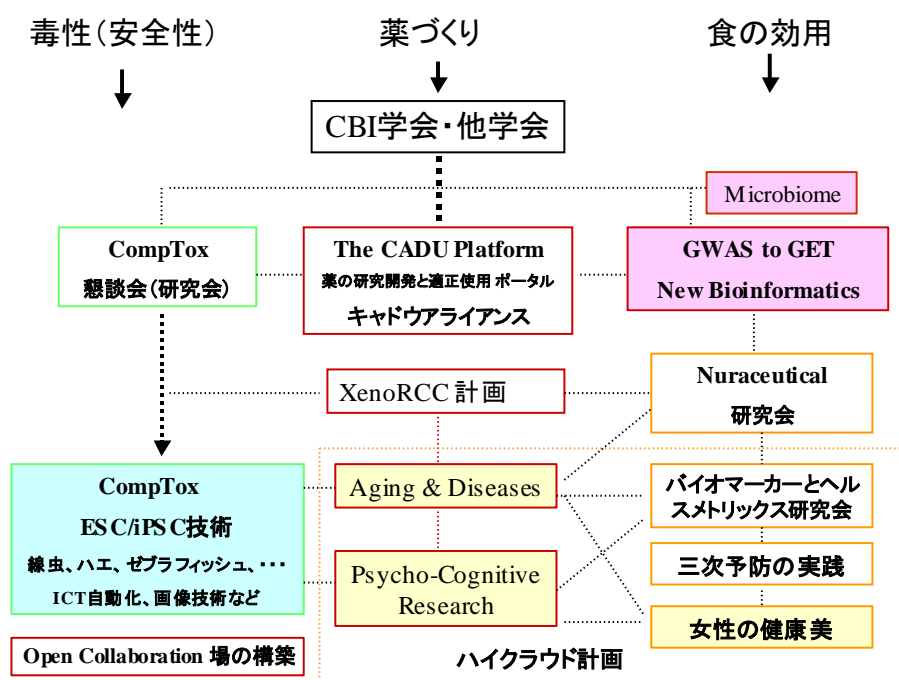 毒性(安全性)
薬づくり
食の効用
CBI学会・他学会
Microbiome
CompTox
懇談会(研究会)
The CADU Platform
薬の研究開発と適正使用 ポータル
キャドウアライアンス
GWAS to GET
New Bioinformatics
XenoRCC 計画
Nuraceutical
研究会
CompTox
ESC/iPSC技術
線虫、ハエ、ゼブラフィッシュ、・・・
ICT自動化、画像技術など
Aging & Diseases
バイオマーカーとヘル
スメトリックス研究会
Psycho-Cognitive
Research
三次予防の実践
女性の健康美
Open Collaboration 場の構築
ハイクラウド計画